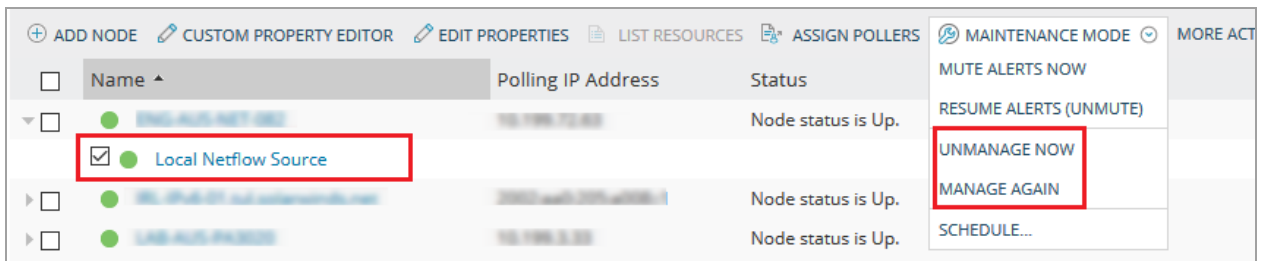 ADD NODE CUSTOM PROPERTY EDITOR EDIT PROPERTIES LIST RESOURCES ASSIGN POLLERS MAINTENANCE MODE MORE ACT
Name Polling IP Address Status
MUTE ALERTS NOW
Node status is Up.
RESUME ALERTS (UNMUTE)
Local Netflow Source
UNMANAGE NOW
MANAGE AGAIN
Node status is Up.
Node status is Up.
SCHEDULE...